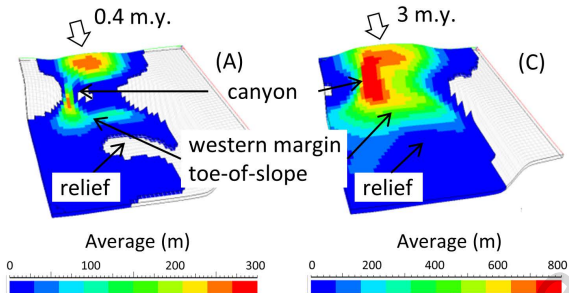 0.4 m.y.
3 m.y.
(A)
(C)
canyon
western margin
toe-of-slope
relief
relief
Average (m)
Average (m)
0 100 200 300
0 200 400 600 800